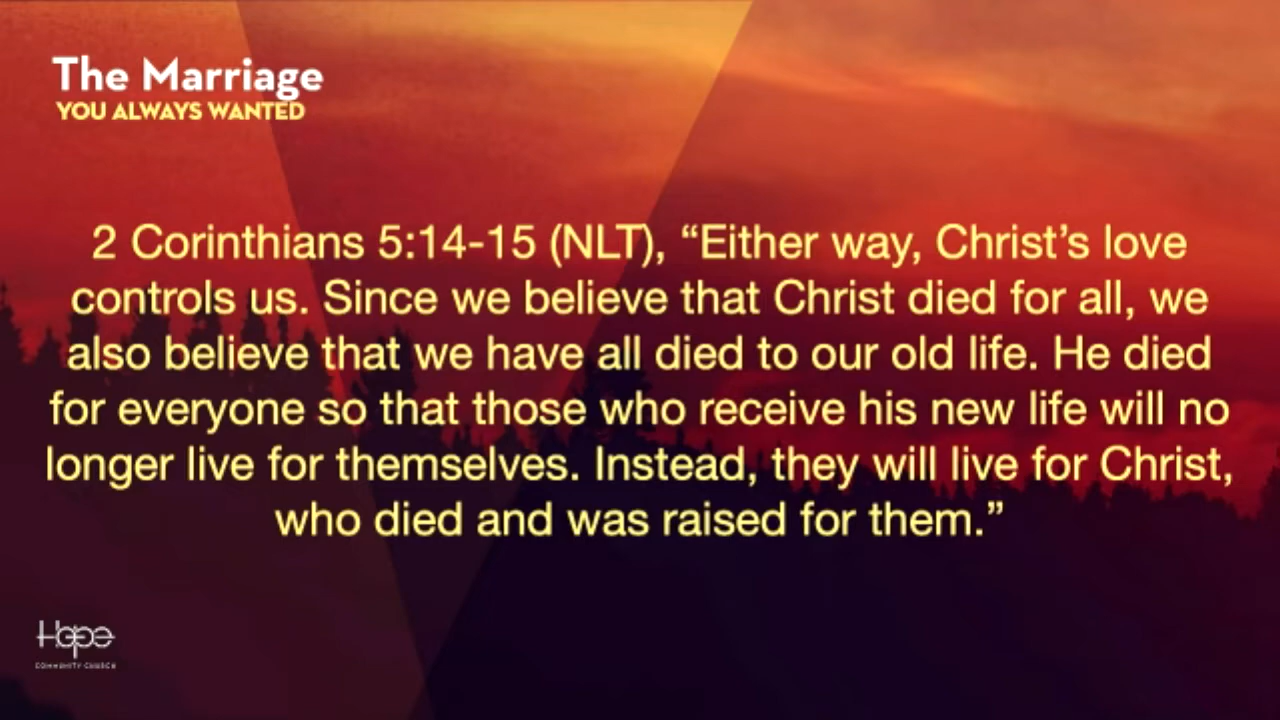 The Marriage
YOU ALWAYS WANTED
2 Corinthians 5:14-15 (NLT), “Either way, Christ’s love
controls us. Since we believe that Christ died for all, we
also believe that we have all died to our old life. He died
for everyone so that those who receive his new life will no
longer live for themselves. Instead, they will live for Christ,
who died and was raised for them.”
Hope
COMMUNITY CHURCH